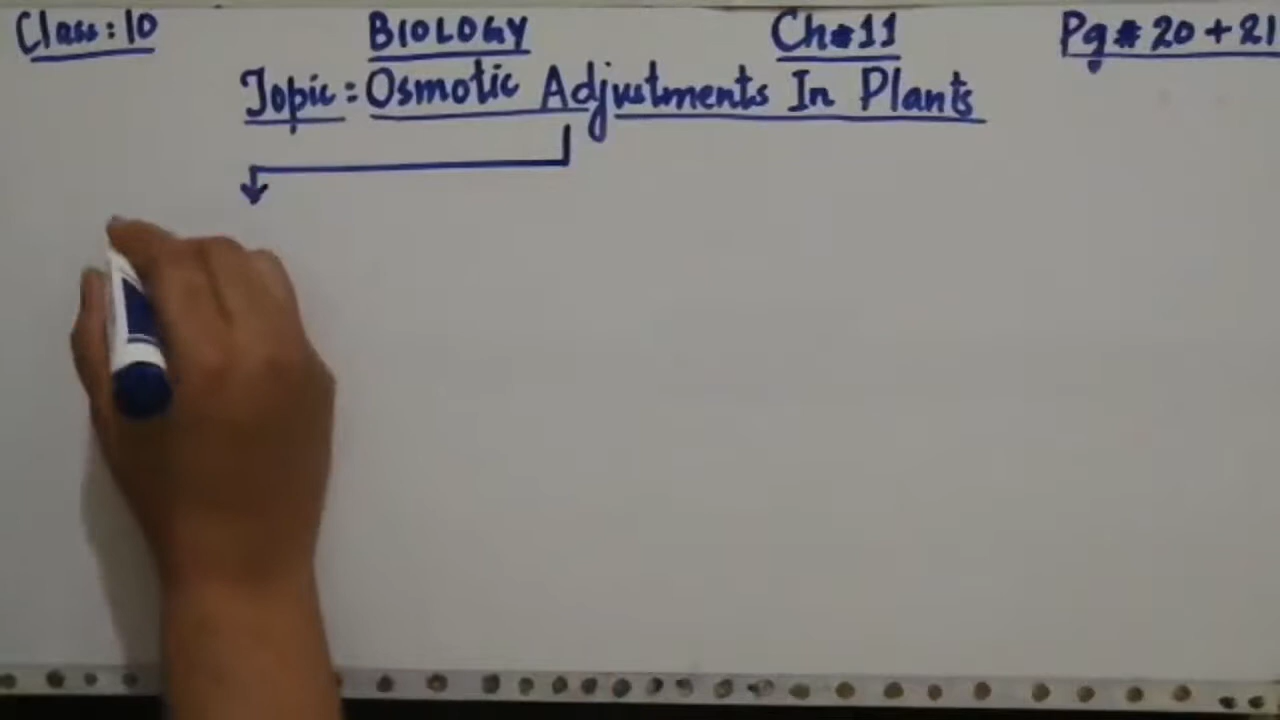 Class: 10 BIOLOGY Ch#11 Pg # 20 + 21
Topic: Osmotic Adjustments In Plants